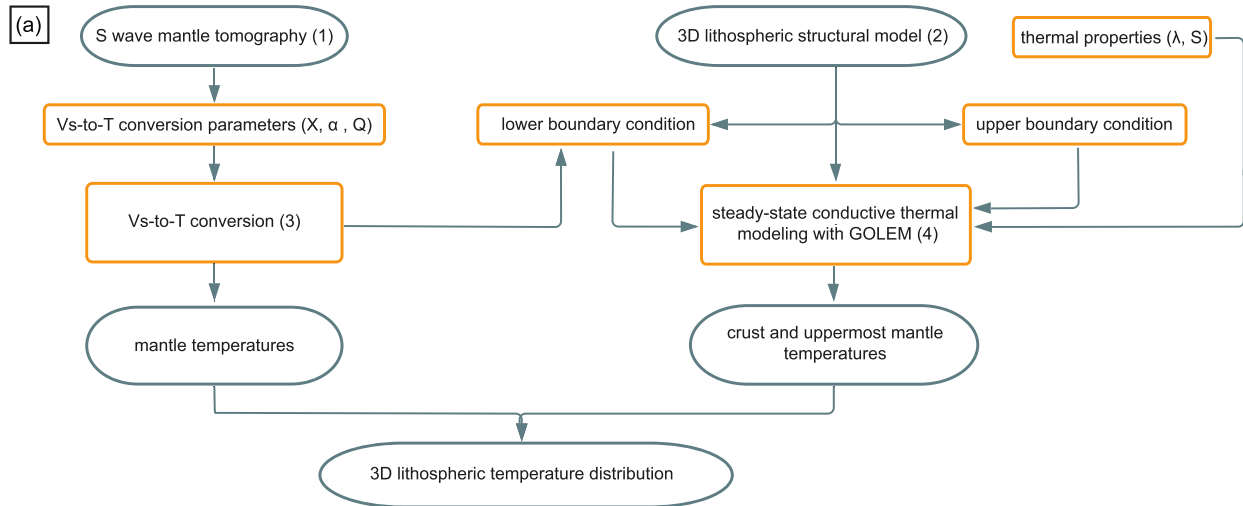 (a)
S wave mantle tomography (1)
3D lithospheric structural model (2)
thermal properties (λ, S)
Vs-to-T conversion parameters (X, α , Q)
lower boundary condition
upper boundary condition
Vs-to-T conversion (3)
steady-state conductive thermal
modeling with GOLEM (4)
mantle temperatures
crust and uppermost mantle
temperatures
3D lithospheric temperature distribution